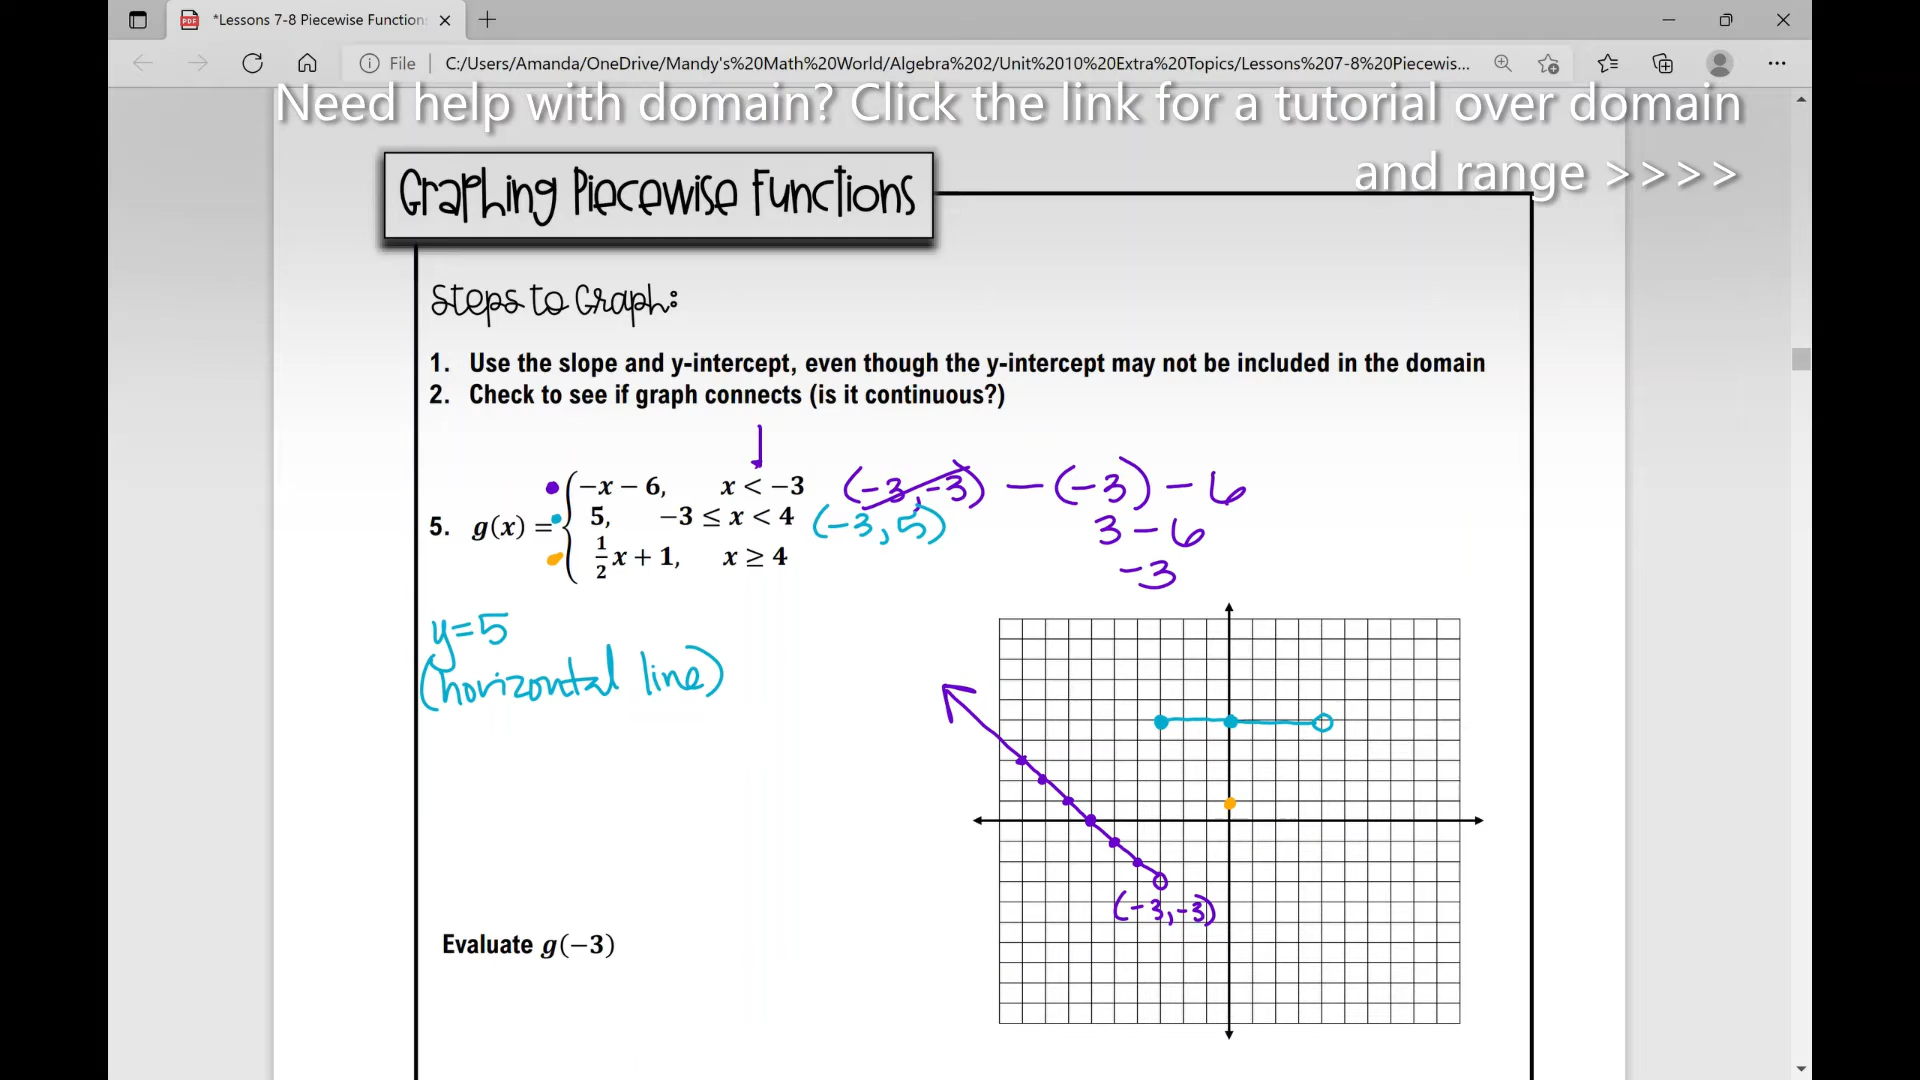 *Lessons 7-8 Piecewise Function
File | C:/Users/Amanda/OneDrive/Mandy's%20Math%20World/Algebra%202/Unit%2010%20Extra%20Topics/Lessons%207-8%20Piecewis...
Need help with domain? Click the link for a tutorial over domain
and range >>>>
Graphing Piecewise Functions
Steps to Graph:
1. Use the slope and y-intercept, even though the y-intercept may not be included in the domain
2. Check to see if graph connects (is it continuous?)
−x − 6, x < −3 (-3,-3) -(-3)-6
5. g(x) = 5, −3 ≤ x < 4 (-3,5) 3-6
½x + 1, x ≥ 4 -3
y=5
(horizontal line)
(-3,-3)
Evaluate g(−3)